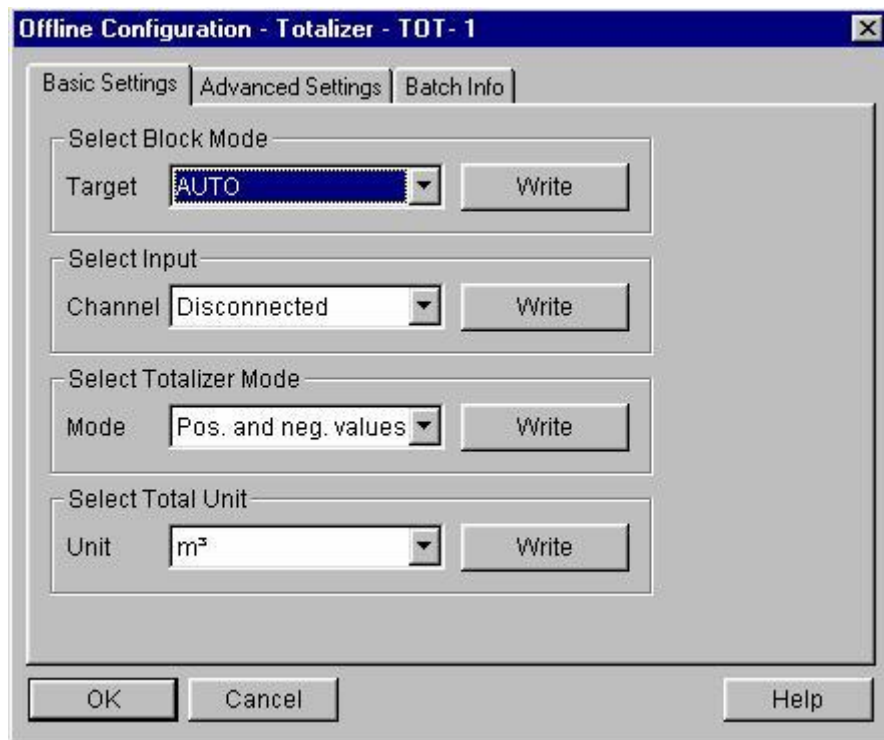 Offline Configuration - Totalizer - TOT- 1
Basic Settings Advanced Settings Batch Info
Select Block Mode
Target AUTO Write
Select Input
Channel Disconnected Write
Select Totalizer Mode
Mode Pos. and neg. values Write
Select Total Unit
Unit m³ Write
OK Cancel Help